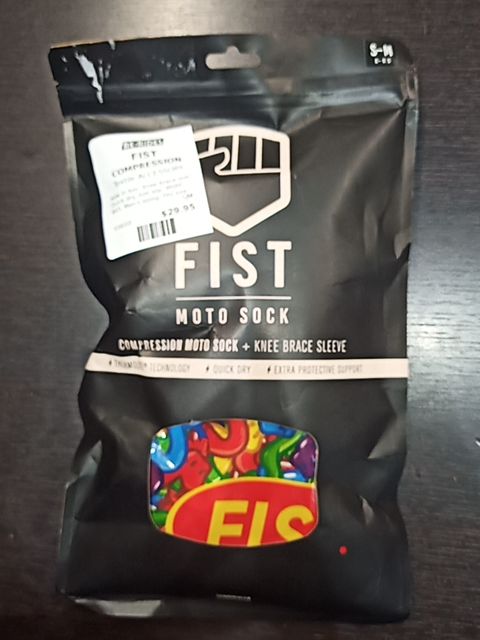 S-M
FIST
COMPRESSION
$29.95
FIST
MOTO SOCK
COMPRESSION MOTO SOCK + KNEE BRACE SLEEVE
TECHNOLOGY QUICK DRY EXTRA PROTECTIVE SUPPORT
FIS